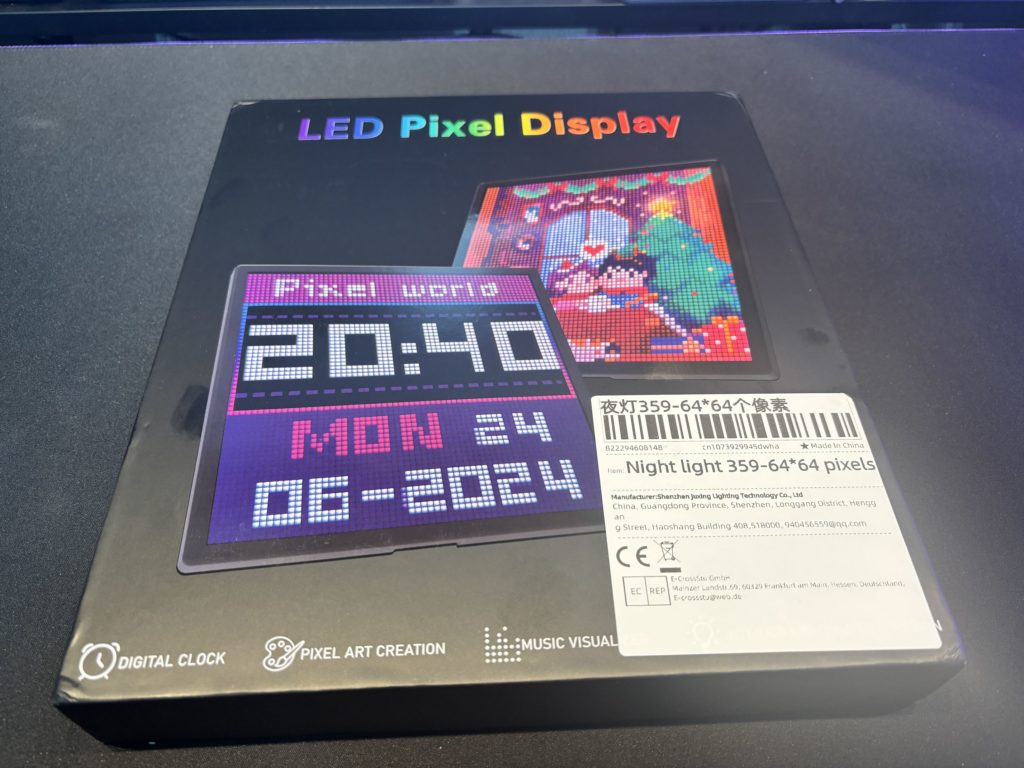 LED Pixel Display
Pixel world
20:40
MON 24
06-2024
夜灯359-64*64个像素
B2229460B14B
cn1073929945dwha
★ Made In China
Item: Night light 359-64*64 pixels
Manufacturer:Shenzhen Juxing Lighting Technology Co., Ltd
China, Guangdong Province, Shenzhen, Longgang District, Hengg
an
g Street, Haoshang Building 408,518000, 940456559@qq.com
CE
EC REP
E-CrossStu GmbH
Mainzer Landstr.69, 60329 Frankfurt am Main, Hessen, Deutschland,
E-crossstu@web.de
DIGITAL CLOCK
PIXEL ART CREATION
MUSIC